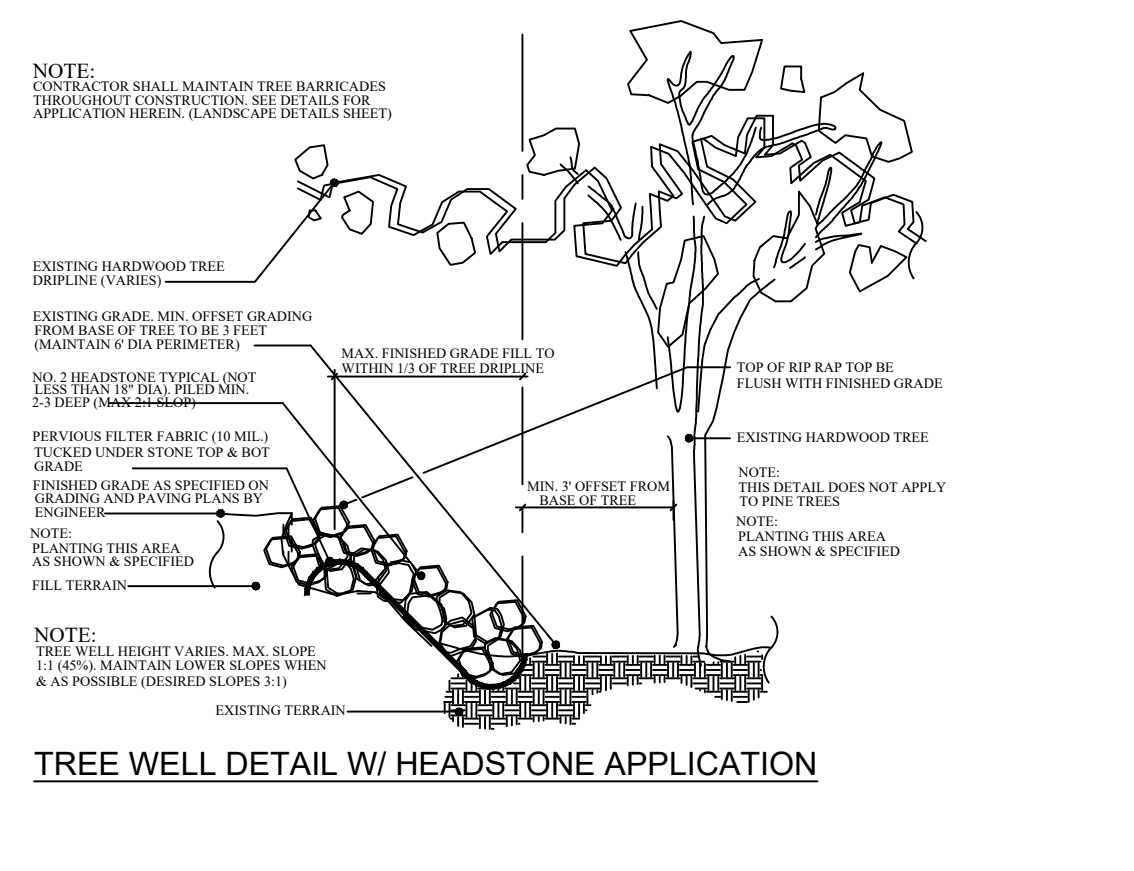 NOTE:
CONTRACTOR SHALL MAINTAIN TREE BARRICADES
THROUGHOUT CONSTRUCTION. SEE DETAILS FOR
APPLICATION HEREIN. (LANDSCAPE DETAILS SHEET)
EXISTING HARDWOOD TREE
DRIPLINE (VARIES)
EXISTING GRADE. MIN. OFFSET GRADING
FROM BASE OF TREE TO BE 3 FEET
(MAINTAIN 6' DIA PERIMETER)
MAX. FINISHED GRADE FILL TO
WITHIN 1/3 OF TREE DRIPLINE
NO. 2 HEADSTONE TYPICAL (NOT
LESS THAN 18" DIA). PILED MIN.
2-3 DEEP (MAX 2:1 SLOP)
TOP OF RIP RAP TOP BE
FLUSH WITH FINISHED GRADE
PERVIOUS FILTER FABRIC (10 MIL.)
TUCKED UNDER STONE TOP & BOT
GRADE
EXISTING HARDWOOD TREE
FINISHED GRADE AS SPECIFIED ON
GRADING AND PAVING PLANS BY
ENGINEER
MIN. 3' OFFSET FROM
BASE OF TREE
NOTE:
THIS DETAIL DOES NOT APPLY
TO PINE TREES
NOTE:
PLANTING THIS AREA
AS SHOWN & SPECIFIED
NOTE:
PLANTING THIS AREA
AS SHOWN & SPECIFIED
FILL TERRAIN
NOTE:
TREE WELL HEIGHT VARIES. MAX. SLOPE
1:1 (45%). MAINTAIN LOWER SLOPES WHEN
& AS POSSIBLE (DESIRED SLOPES 3:1)
EXISTING TERRAIN
TREE WELL DETAIL W/ HEADSTONE APPLICATION